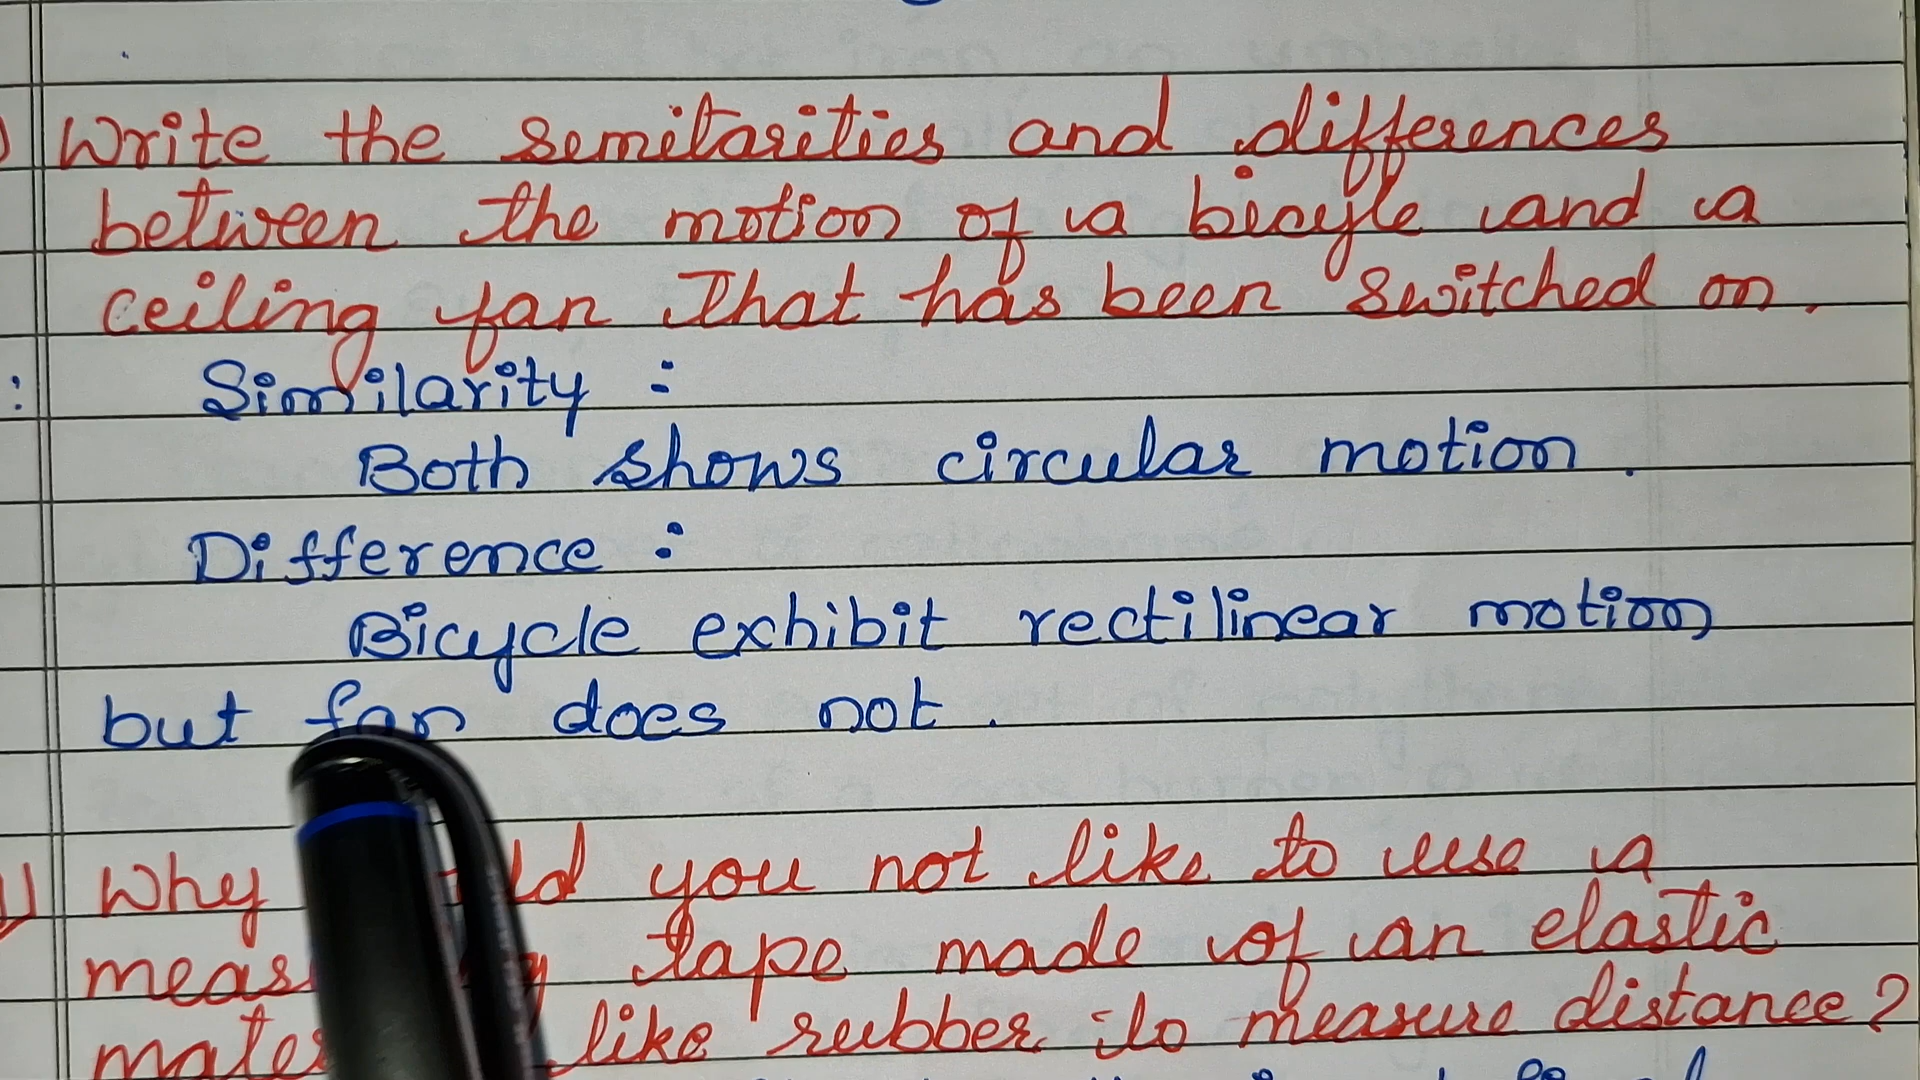 Write the semilarities and differences
between the motion of a bicyle and a
ceiling fan That has been switched on.
: Similarity :
Both shows circular motion.
Difference :
Bicycle exhibit rectilinear motion
but fan does not.
Why you not like to use a
tape made of an elastic
like rubber to measure distance?